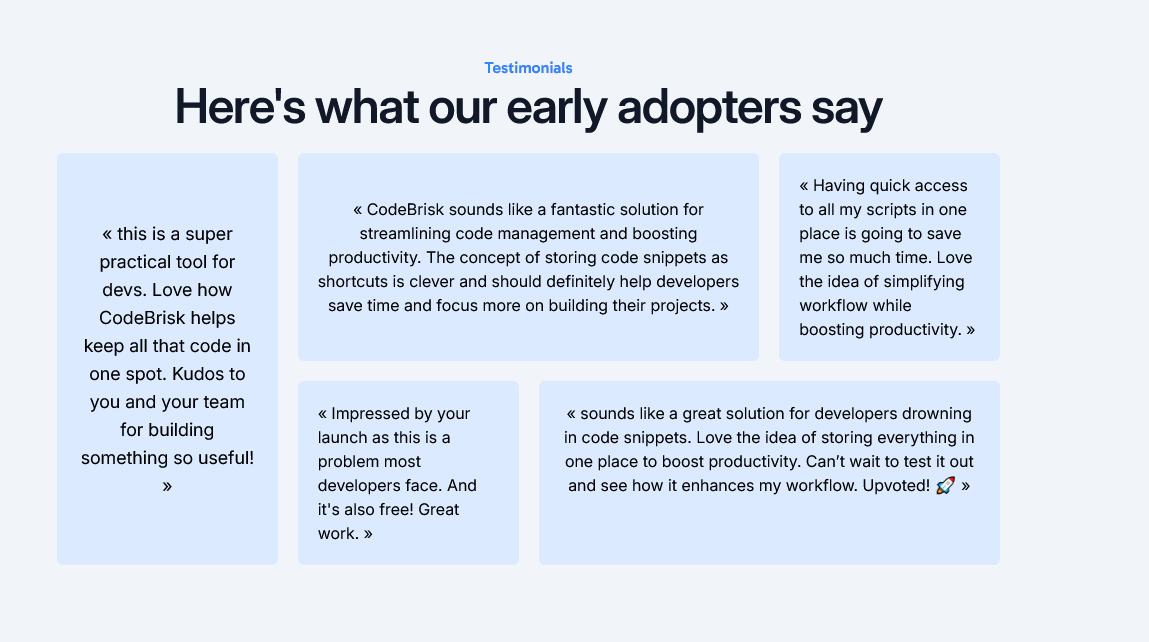 Testimonials
Here's what our early adopters say
« this is a super
practical tool for
devs. Love how
CodeBrisk helps
keep all that code in
one spot. Kudos to
you and your team
for building
something so useful!
»
« CodeBrisk sounds like a fantastic solution for
streamlining code management and boosting
productivity. The concept of storing code snippets as
shortcuts is clever and should definitely help developers
save time and focus more on building their projects. »
« Having quick access
to all my scripts in one
place is going to save
me so much time. Love
the idea of simplifying
workflow while
boosting productivity. »
« Impressed by your
launch as this is a
problem most
developers face. And
it's also free! Great
work. »
« sounds like a great solution for developers drowning
in code snippets. Love the idea of storing everything in
one place to boost productivity. Can’t wait to test it out
and see how it enhances my workflow. Upvoted! 🚀 »